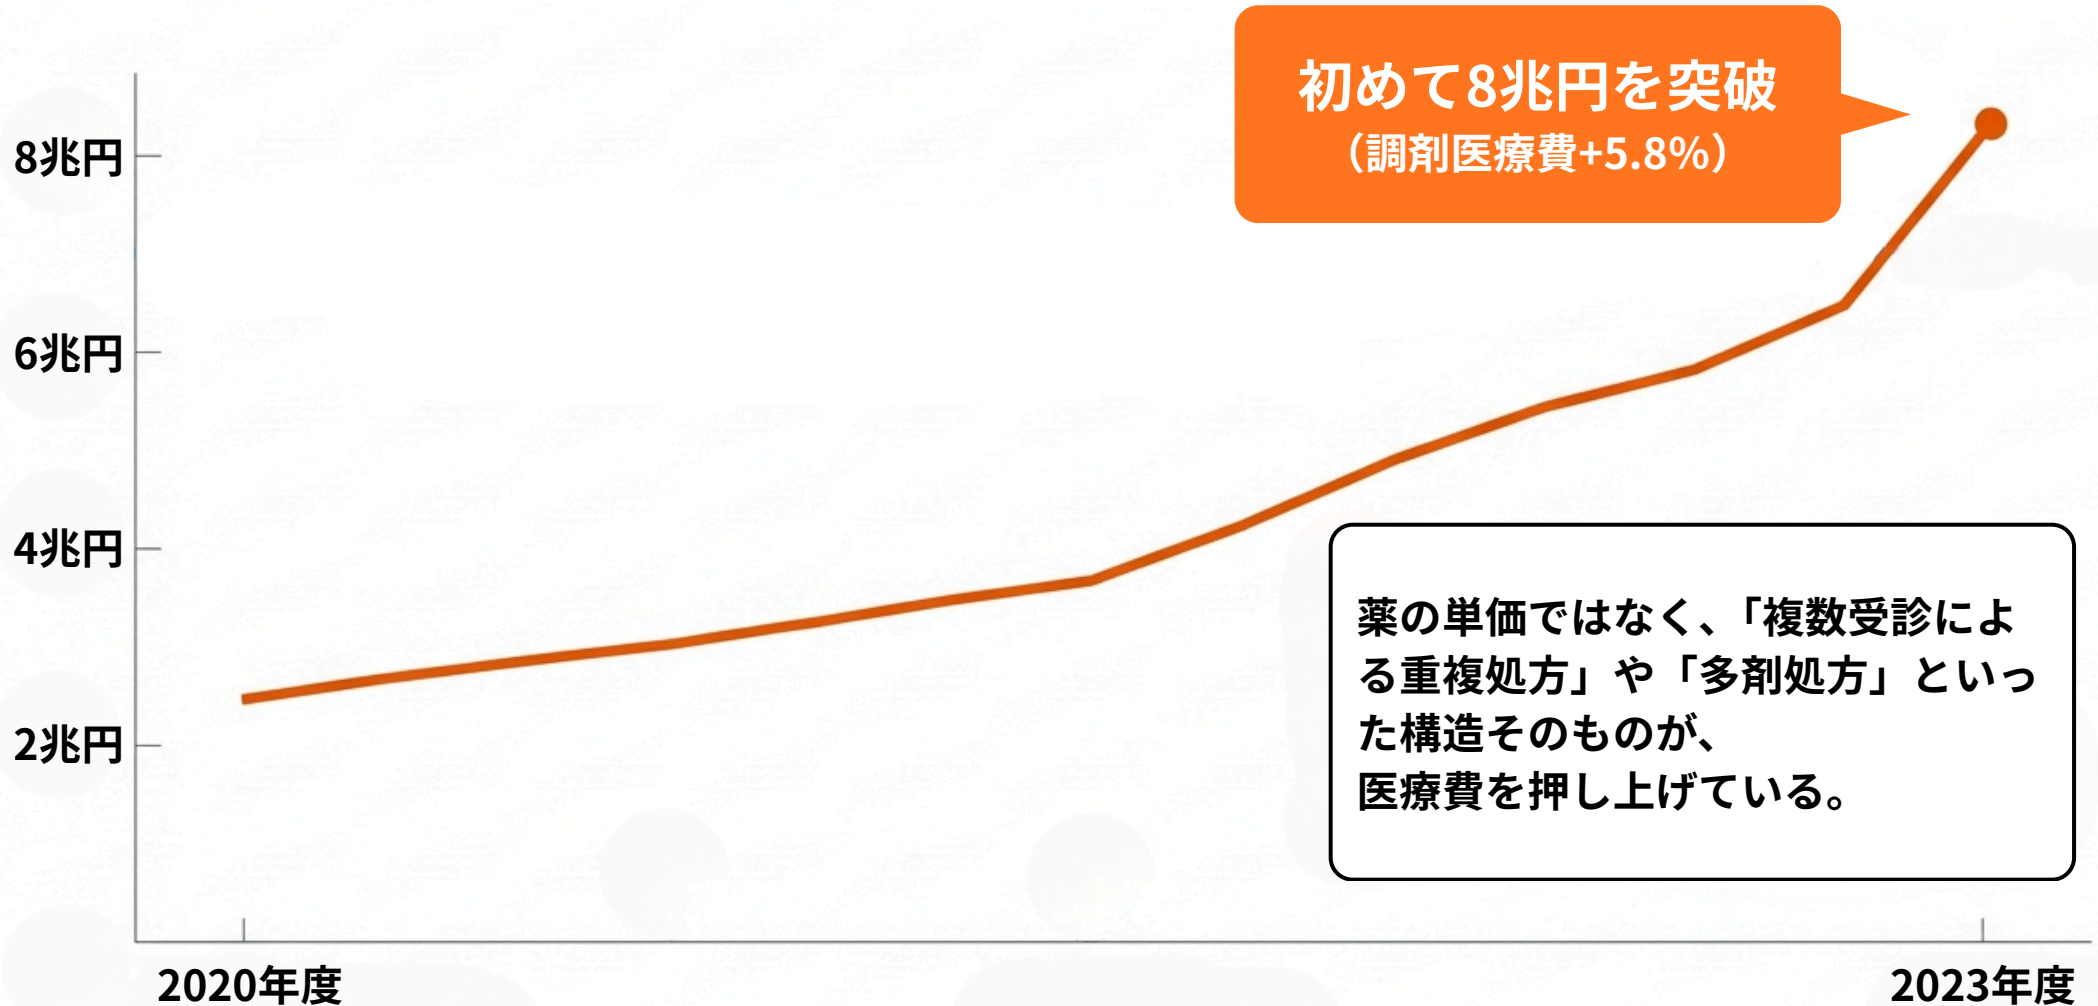 初めて8兆円を突破
（調剤医療費+5.8%）
8兆円
6兆円
4兆円
2兆円
薬の単価ではなく、「複数受診によ
る重複処方」や「多剤処方」といっ
た構造そのものが、
医療費を押し上げている。
2020年度
2023年度